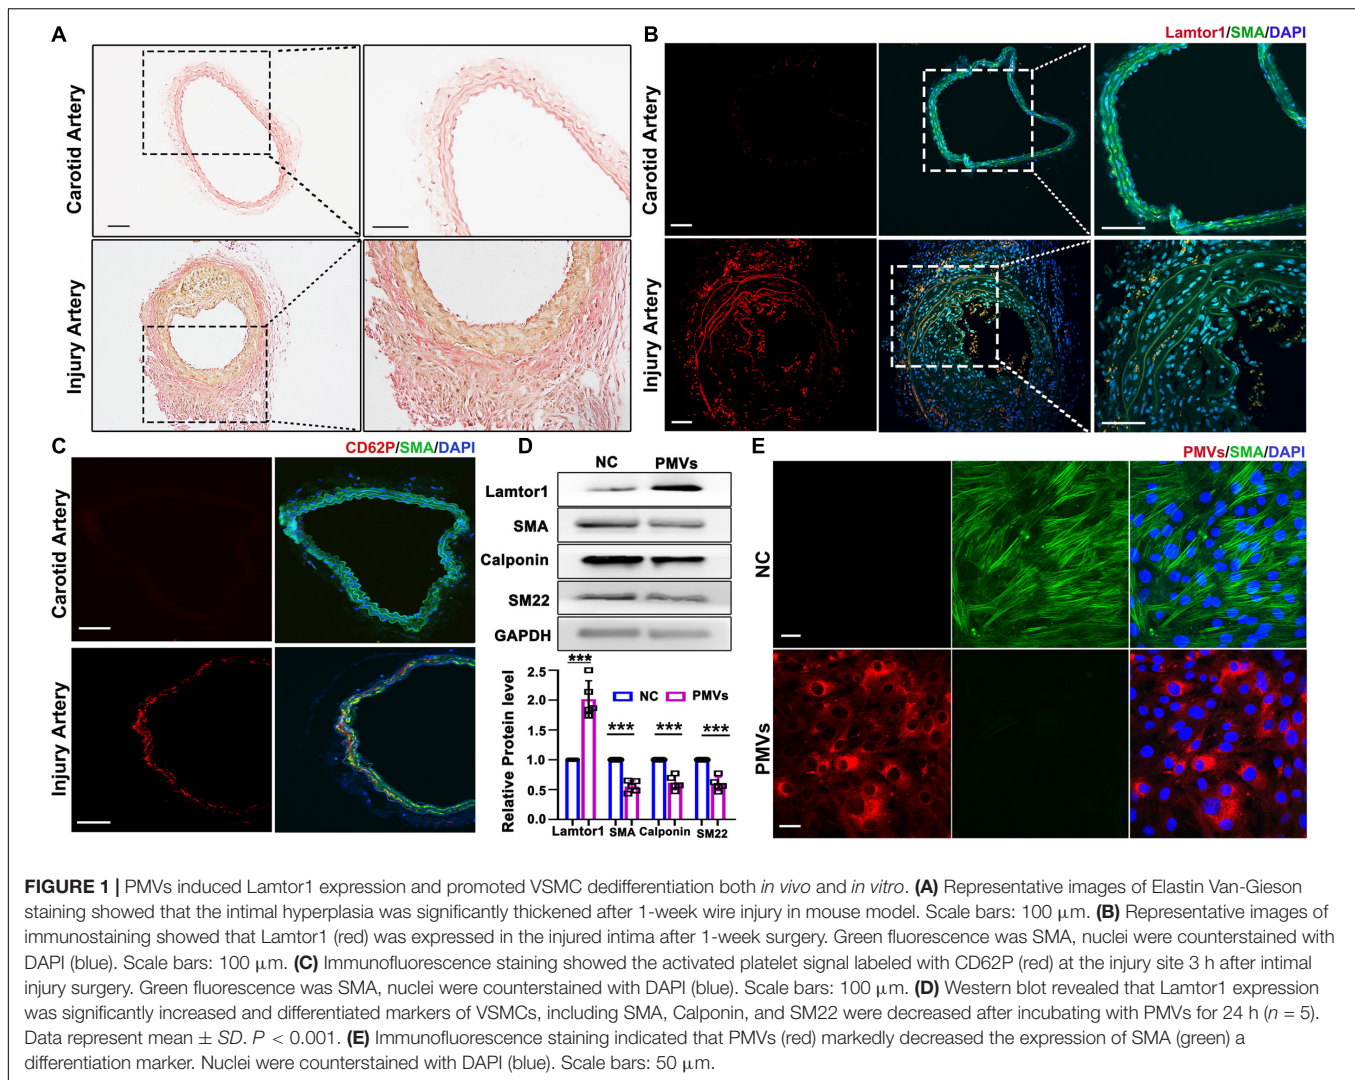 A
Carotid Artery
Injury Artery
B
Lamtor1/SMA/DAPI
Carotid Artery
Injury Artery
C
CD62P/SMA/DAPI
Carotid Artery
Injury Artery
D
NC PMVs
Lamtor1
SMA
Calponin
SM22
GAPDH
Relative Protein level
2.5
2.0
1.5
1.0
0.5
0.0
NC PMVs
*** *** *** ***
Lamtor1 SMA Calponin SM22
E
PMVs/SMA/DAPI
NC
PMVs
FIGURE 1 | PMVs induced Lamtor1 expression and promoted VSMC dedifferentiation both in vivo and in vitro. (A) Representative images of Elastin Van-Gieson
staining showed that the intimal hyperplasia was significantly thickened after 1-week wire injury in mouse model. Scale bars: 100 μm. (B) Representative images of
immunostaining showed that Lamtor1 (red) was expressed in the injured intima after 1-week surgery. Green fluorescence was SMA, nuclei were counterstained with
DAPI (blue). Scale bars: 100 μm. (C) Immunofluorescence staining showed the activated platelet signal labeled with CD62P (red) at the injury site 3 h after intimal
injury surgery. Green fluorescence was SMA, nuclei were counterstained with DAPI (blue). Scale bars: 100 μm. (D) Western blot revealed that Lamtor1 expression
was significantly increased and differentiated markers of VSMCs, including SMA, Calponin, and SM22 were decreased after incubating with PMVs for 24 h (n = 5).
Data represent mean ± SD. P < 0.001. (E) Immunofluorescence staining indicated that PMVs (red) markedly decreased the expression of SMA (green) a
differentiation marker. Nuclei were counterstained with DAPI (blue). Scale bars: 50 μm.